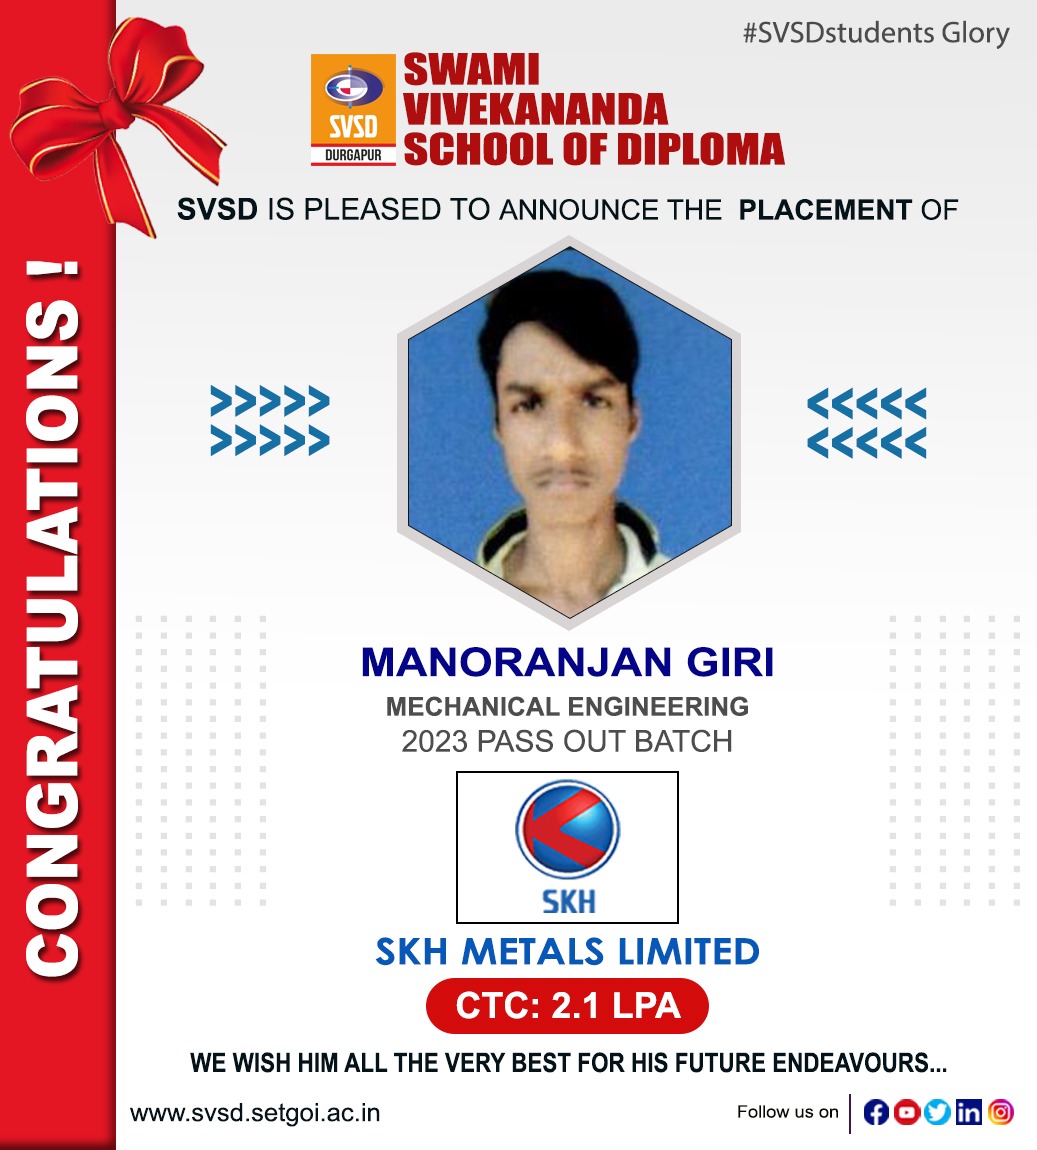 #SVSDstudents Glory
SVSD
DURGAPUR
SWAMI
VIVEKANANDA
SCHOOL OF DIPLOMA
SVSD IS PLEASED TO ANNOUNCE THE PLACEMENT OF
CONGRATULATIONS !
>>>>> <<<<<
>>>>> <<<<<
MANORANJAN GIRI
MECHANICAL ENGINEERING
2023 PASS OUT BATCH
SKH
SKH METALS LIMITED
CTC: 2.1 LPA
WE WISH HIM ALL THE VERY BEST FOR HIS FUTURE ENDEAVOURS...
www.svsd.setgoi.ac.in
Follow us on